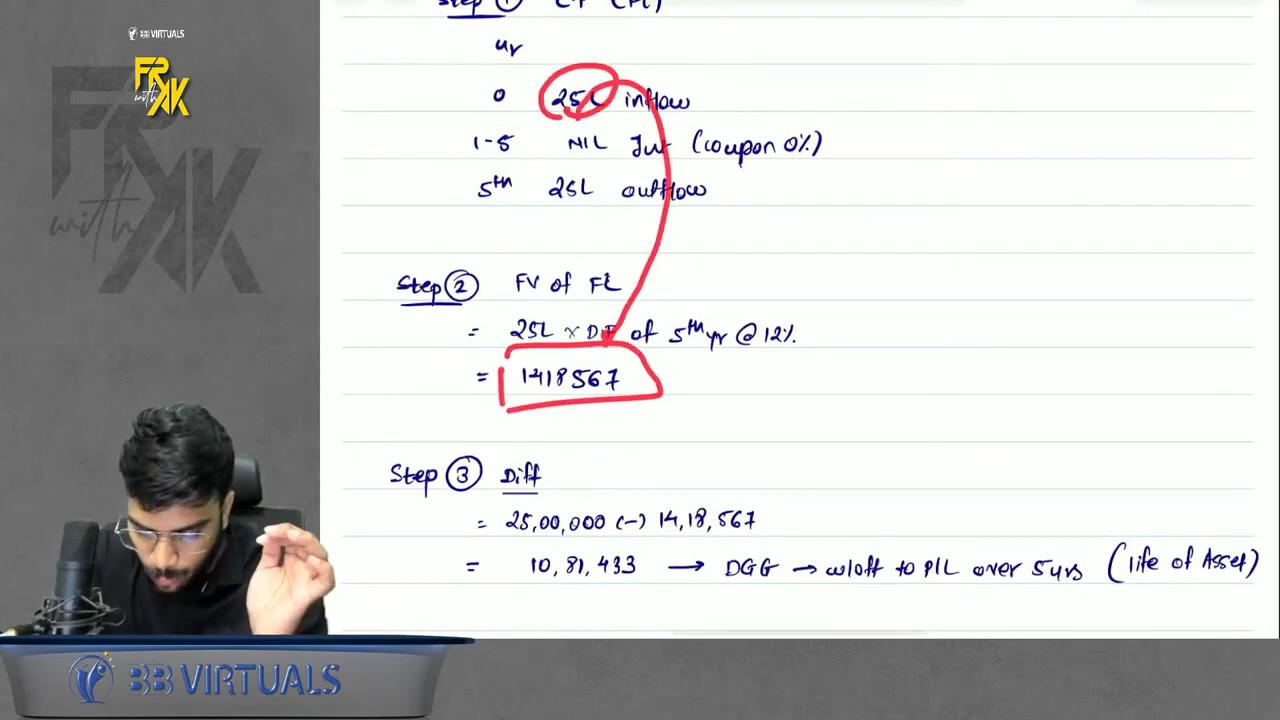 BB VIRTUALS
FR
with
AK
Step ①
yr
0 25L inflow
1-5 NIL Int (coupon 0%)
5th 25L outflow
Step ② FV of FL
= 25L x DF of 5th yr @ 12%
= 1418567
Step ③ Diff
= 25,00,000 (-) 14,18,567
= 10,81,433 → DGG → w/off to P/L over 5 yrs (life of Asset)
BB VIRTUALS